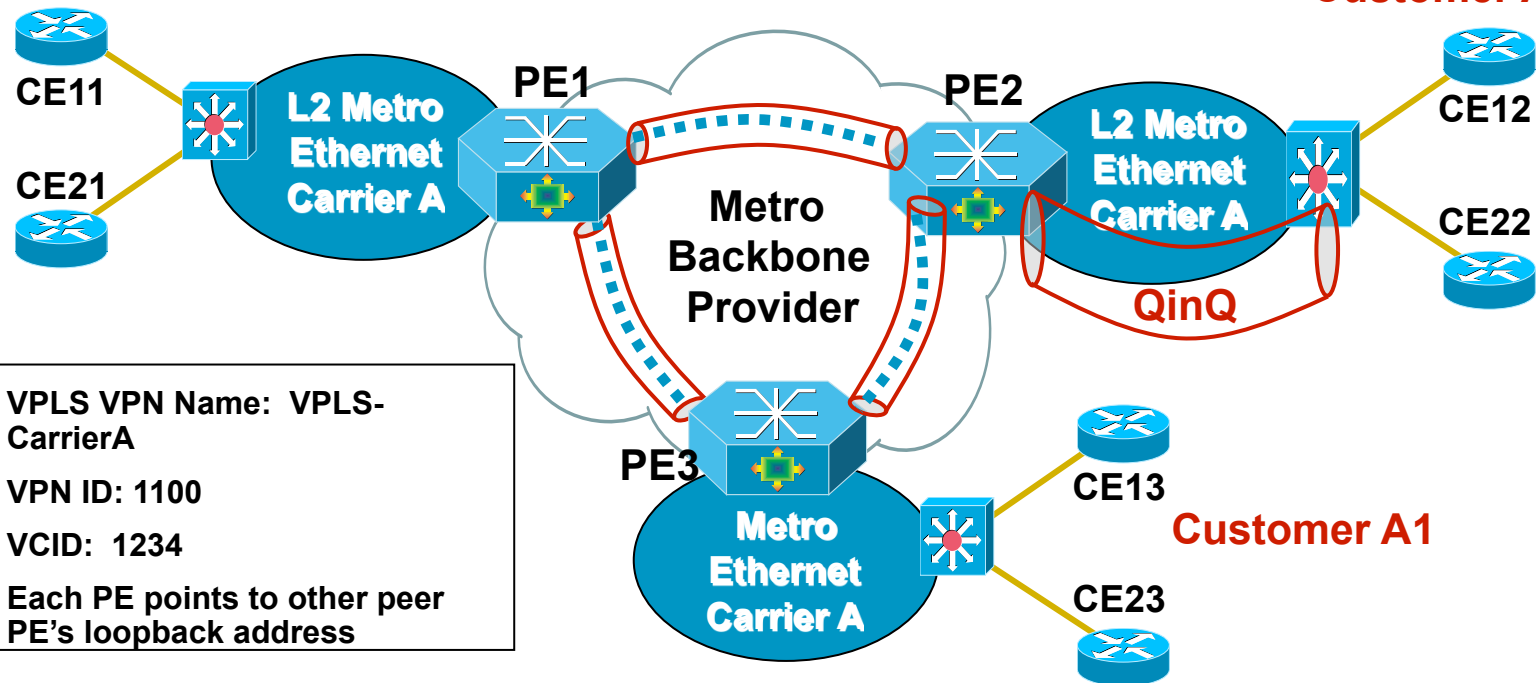 Customer
CE11
PE1
PE2
CE12
L2 Metro
Ethernet
Carrier A
L2 Metro
Ethernet
Carrier A
CE21
Metro
Backbone
Provider
CE22
QinQ
VPLS VPN Name: VPLS-
CarrierA
VPN ID: 1100
VCID: 1234
Each PE points to other peer
PE's loopback address
PE3
Metro
Ethernet
Carrier A
CE13
Customer A1
CE23